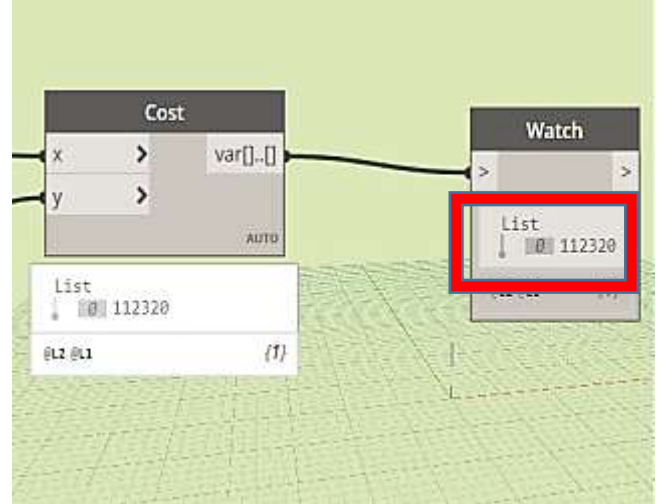 Cost
x > var[]..[]
y >
AUTO
List
0 112320
@L2 @L1 {1}
Watch
> >
List
0 112320